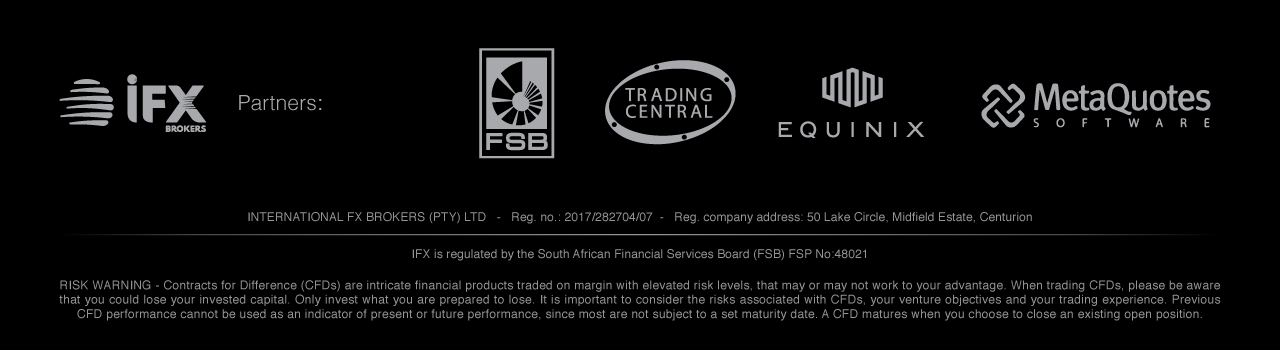 iFX
BROKERS
Partners:
FSB
TRADING
CENTRAL
EQUINIX
MetaQuotes
SOFTWARE
INTERNATIONAL FX BROKERS (PTY) LTD - Reg. no.: 2017/282704/07 - Reg. company address: 50 Lake Circle, Midfield Estate, Centurion
IFX is regulated by the South African Financial Services Board (FSB) FSP No:48021
RISK WARNING - Contracts for Difference (CFDs) are intricate financial products traded on margin with elevated risk levels, that may or may not work to your advantage. When trading CFDs, please be aware
that you could lose your invested capital. Only invest what you are prepared to lose. It is important to consider the risks associated with CFDs, your venture objectives and your trading experience. Previous
CFD performance cannot be used as an indicator of present or future performance, since most are not subject to a set maturity date. A CFD matures when you choose to close an existing open position.